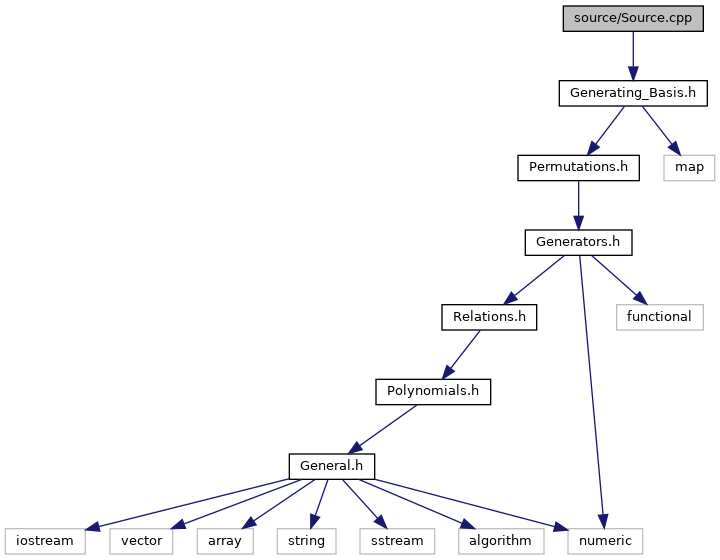 source/Source.cpp
Generating_Basis.h
Permutations.h
map
Generators.h
Relations.h
functional
Polynomials.h
General.h
iostream
vector
array
string
sstream
algorithm
numeric